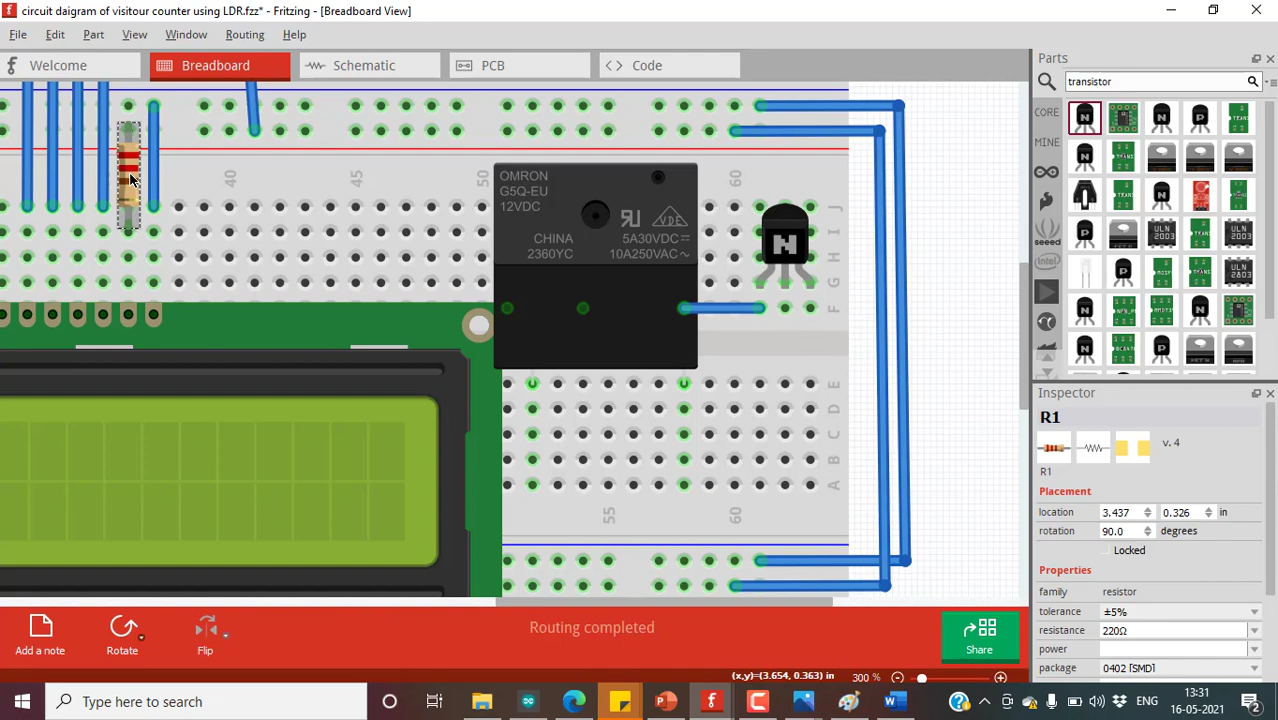 circuit daigram of visitour counter using LDR.fzz* - Fritzing - [Breadboard View]
File Edit Part View Window Routing Help
Welcome
Breadboard
Schematic
PCB
Code
Parts
transistor
CORE
MINE
seeed
intel
40
45
50
60
J
I
H
G
F
E
D
C
B
A
55
60
OMRON
G5Q-EU
12VDC
VDE
CHINA
2360YC
5A30VDC
10A250VAC~
N
Inspector
R1
v. 4
R1
Placement
location 3.437 0.326 in
rotation 90.0 degrees
Locked
Properties
family resistor
tolerance ±5%
resistance 220Ω
power
package 0402 [SMD]
Add a note
Rotate
Flip
Routing completed
Share
(x,y)=(3.654, 0.363) in 300 %
Type here to search
ENG
13:31
16-05-2021
2